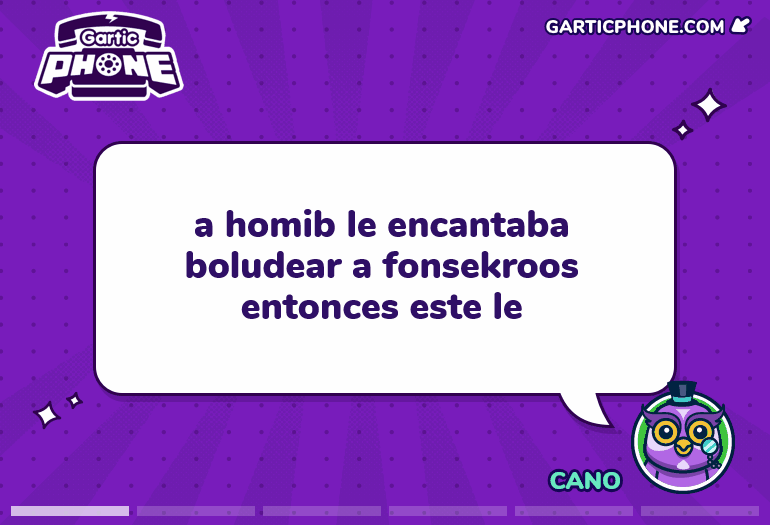 Gartic
PHONE
GARTICPHONE.COM
a homib le encantaba
boludear a fonsekroos
entonces este le
CANO